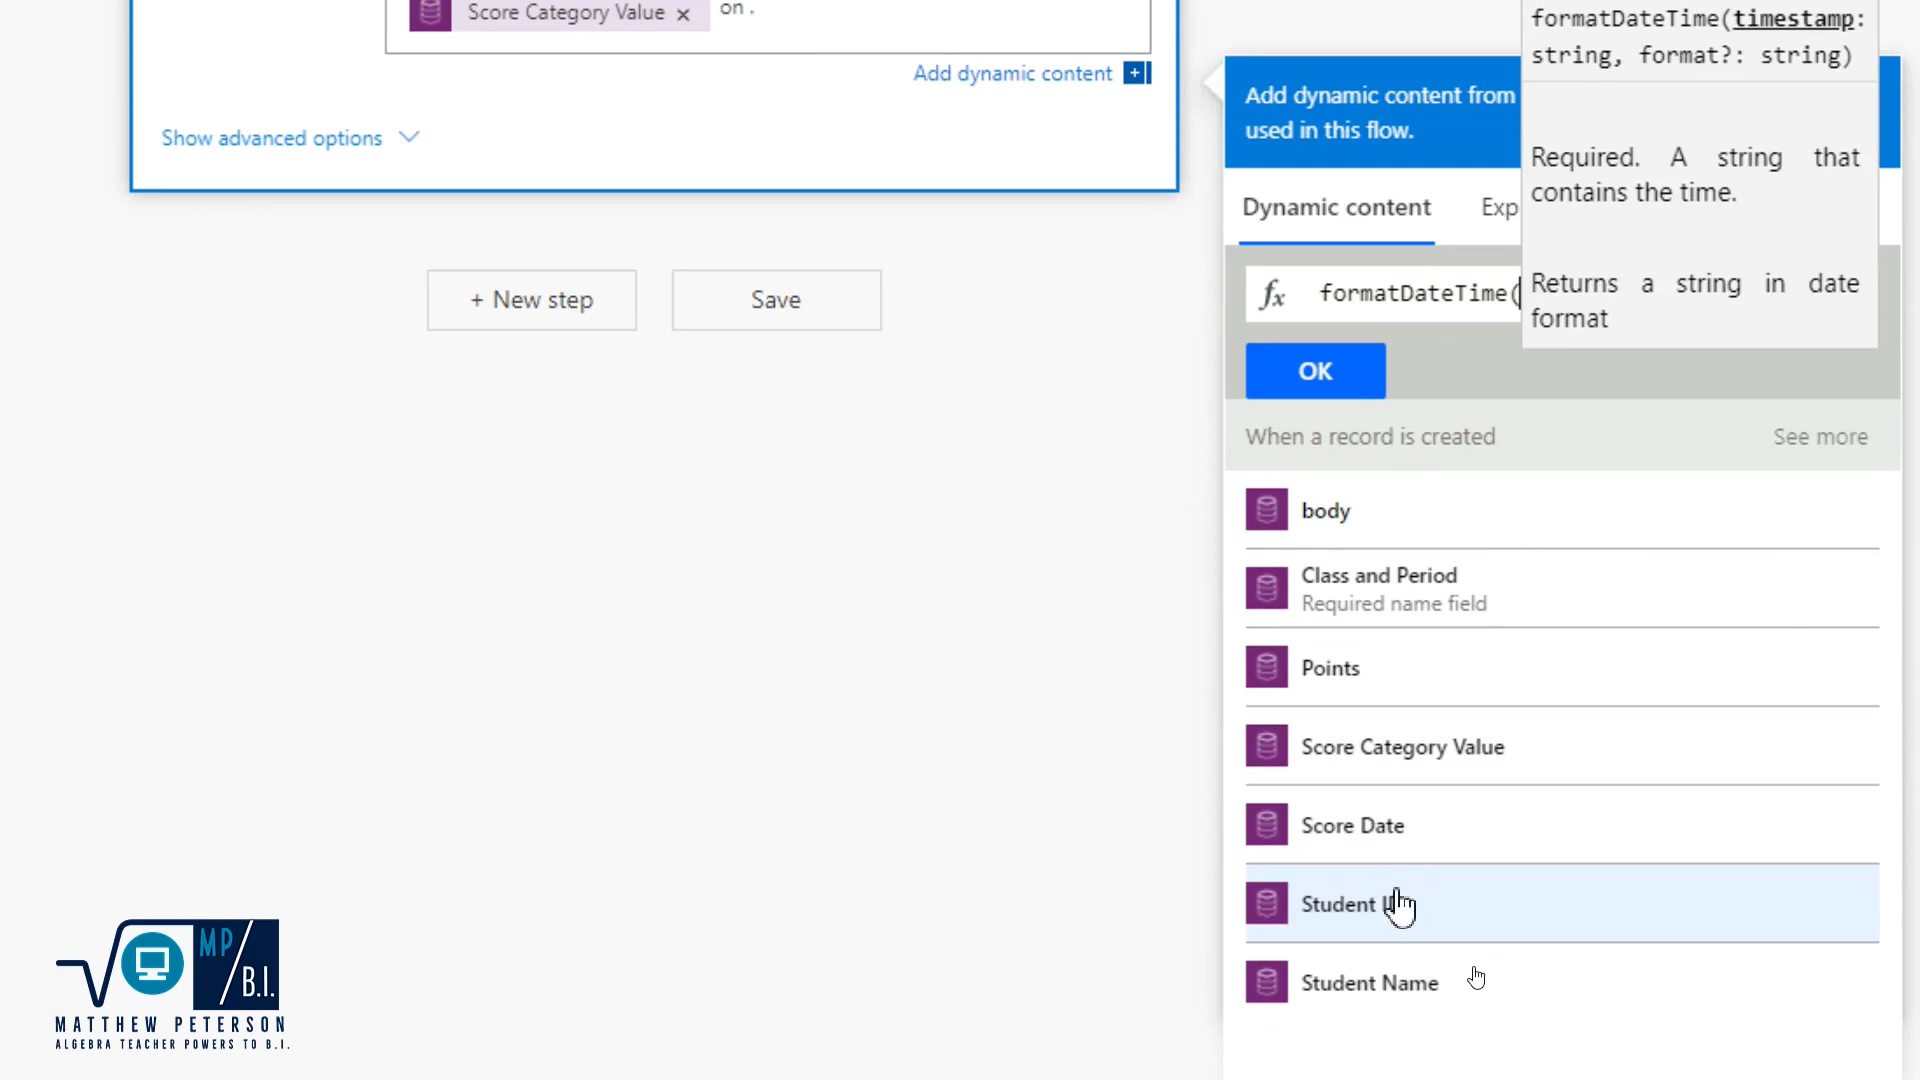 Score Category Value × on .
Add dynamic content
Show advanced options
+ New step
Save
formatDateTime(timestamp:
string, format?: string)
Required. A string that
contains the time.
Returns a string in date
format
Add dynamic content from
used in this flow.
Dynamic content
Exp
fx formatDateTime(
OK
When a record is created
See more
body
Class and Period
Required name field
Points
Score Category Value
Score Date
Student
Student Name
MP
B.I.
MATTHEW PETERSON
ALGEBRA TEACHER POWERS TO B.I.